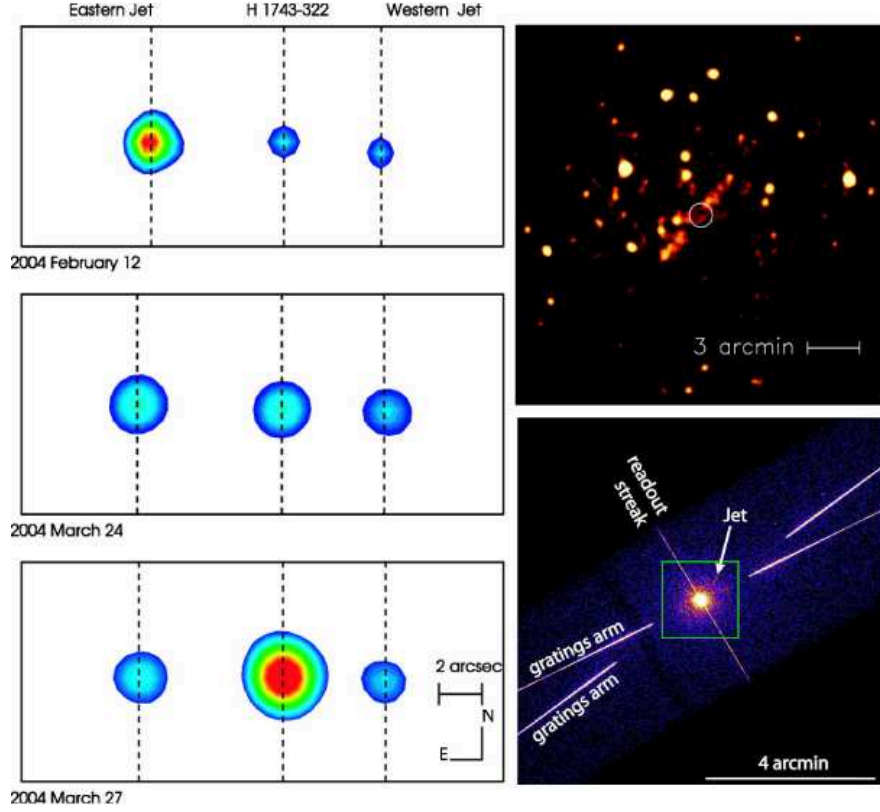 Eastern Jet H 1743-322 Western Jet
2004 February 12
2004 March 24
2 arcsec
N
E
2004 March 27
3 arcmin
readout
streak
Jet
gratings arm
gratings arm
4 arcmin